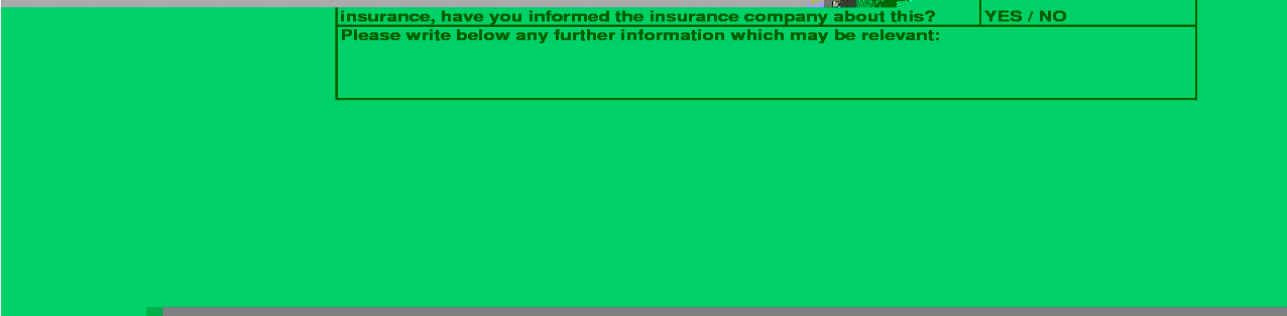 insurance, have you informed the insurance company about this? YES / NO
Please write below any further information which may be relevant: